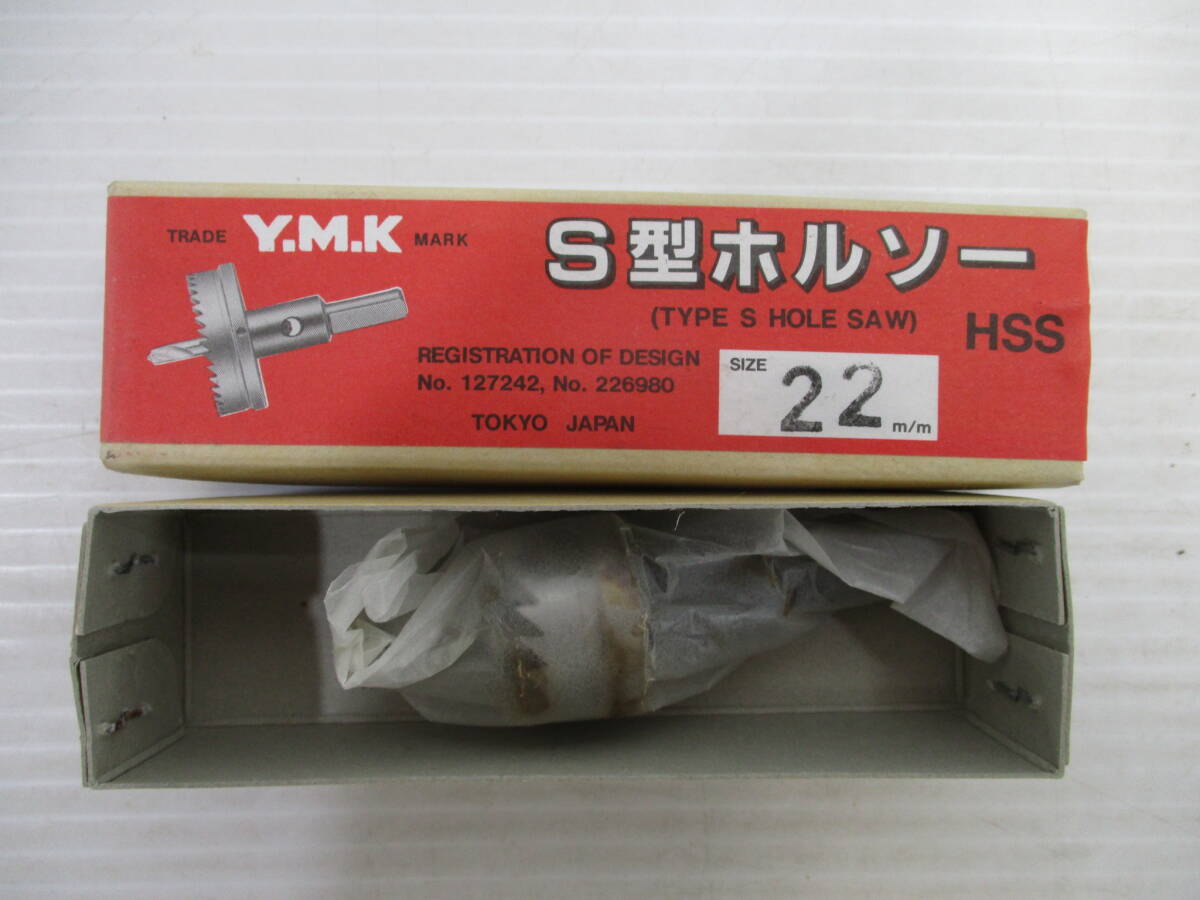 TRADE Y.M.K MARK
S型ホルソー
(TYPE S HOLE SAW)
HSS
REGISTRATION OF DESIGN
No. 127242, No. 226980
TOKYO JAPAN
SIZE
22 m/m